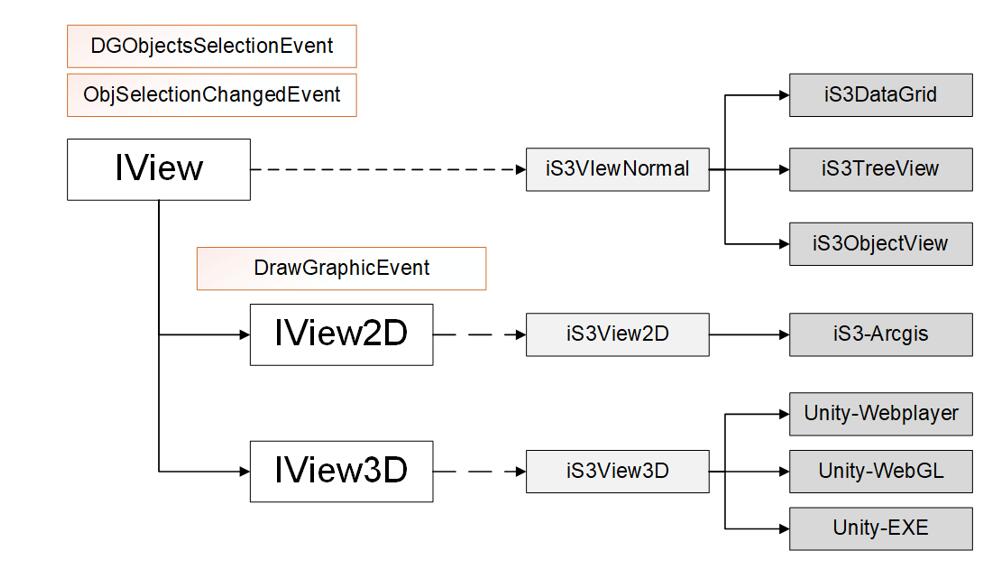 DGObjectsSelectionEvent
ObjSelectionChangedEvent
iS3DataGrid
IView
iS3VIewNormal
iS3TreeView
iS3ObjectView
DrawGraphicEvent
IView2D
iS3View2D
iS3-Arcgis
Unity-Webplayer
IView3D
iS3View3D
Unity-WebGL
Unity-EXE